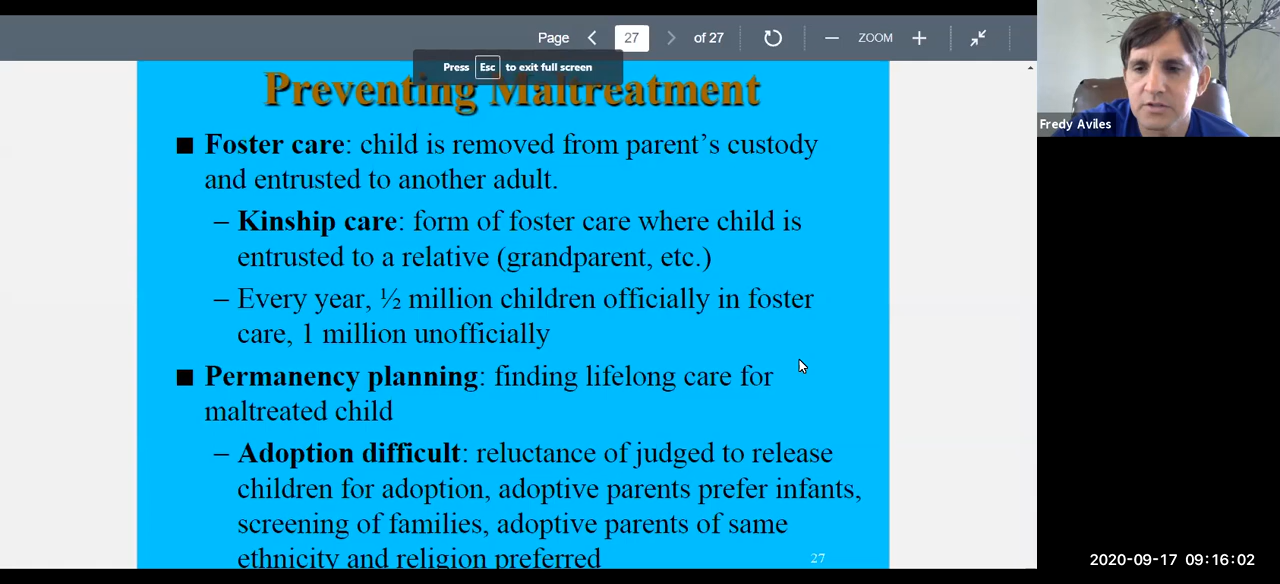 Page 27 of 27 ZOOM
Press Esc to exit full screen
Preventing Maltreatment
Fredy Aviles
■ Foster care: child is removed from parent’s custody
and entrusted to another adult.
– Kinship care: form of foster care where child is
entrusted to a relative (grandparent, etc.)
– Every year, ½ million children officially in foster
care, 1 million unofficially
■ Permanency planning: finding lifelong care for
maltreated child
– Adoption difficult: reluctance of judged to release
children for adoption, adoptive parents prefer infants,
screening of families, adoptive parents of same
ethnicity and religion preferred
27
2020-09-17 09:16:02